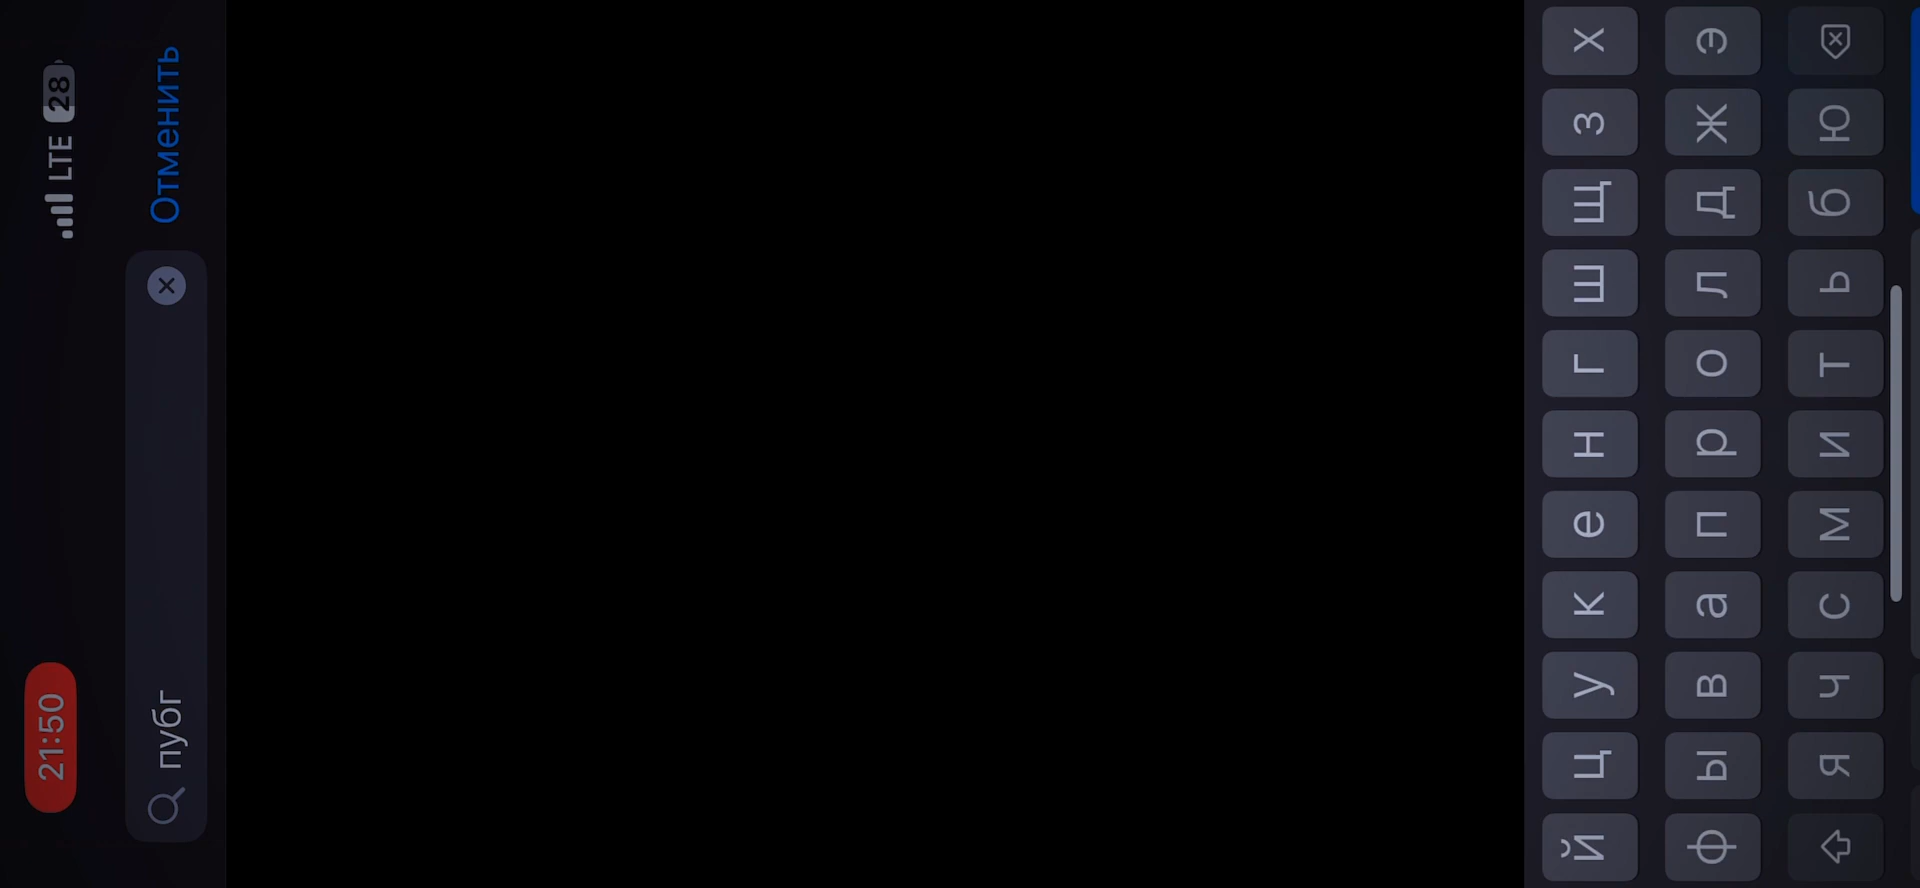 21:50 LTE 28
пубг Отменить
й ц у к е н г ш щ з х
ф ы в а п р о л д ж э
я ч с м и т ь б ю